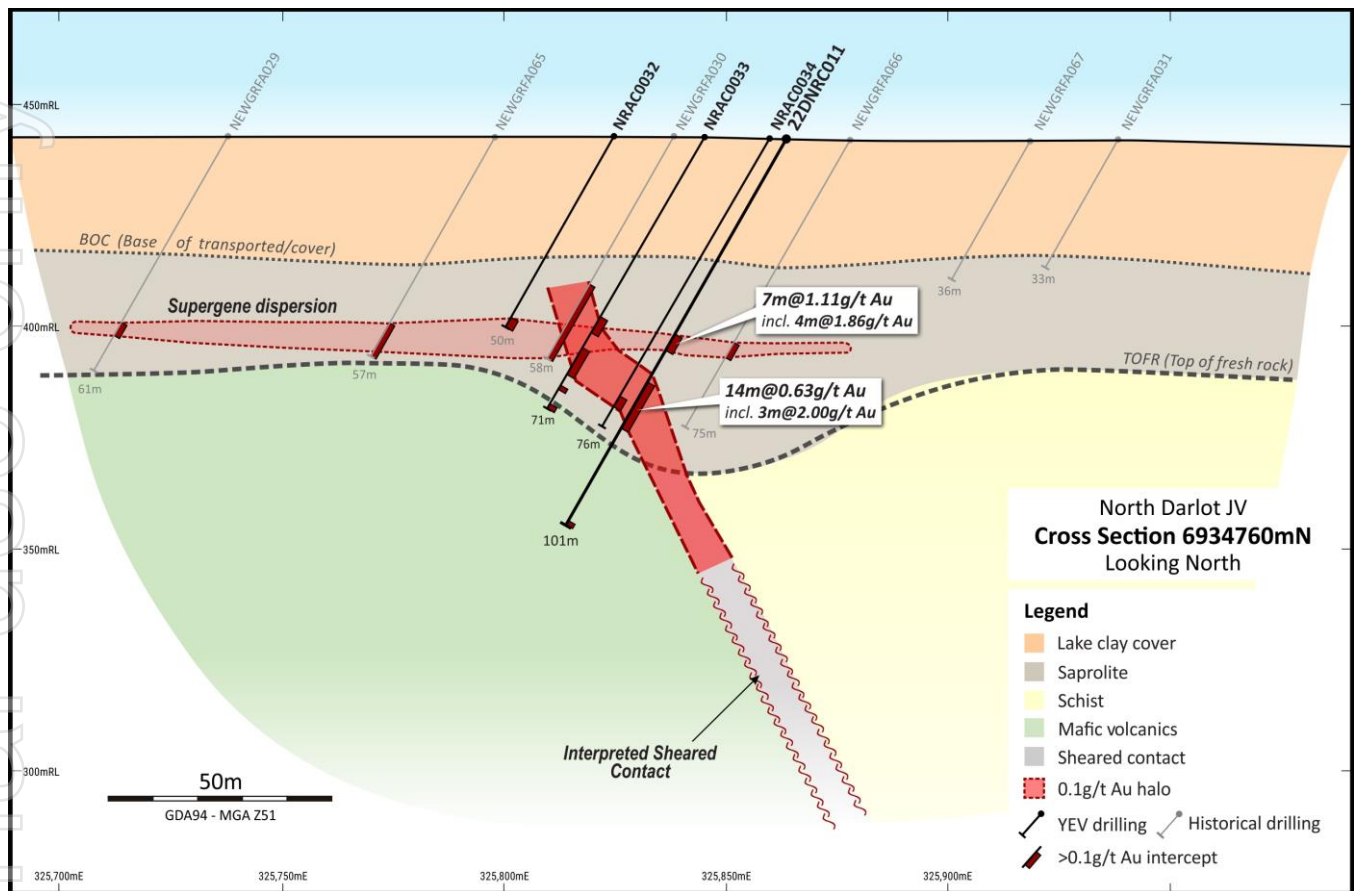 NEWGRFA029
NEWGRFA065
NRAC0032
NEWGRFA030
NRAC0033
NRAC0034
22DNRC011
NEWGRFA066
NEWGRFA067
NEWGRFA031
450mRL
BOC (Base of transported/cover)
36m
33m
Supergene dispersion
7m@1.11g/t Au
incl. 4m@1.86g/t Au
400mRL
50m
58m
57m
61m
TOFR (Top of fresh rock)
14m@0.63g/t Au
incl. 3m@2.00g/t Au
71m
76m
75m
101m
350mRL
North Darlot JV
Cross Section 6934760mN
Looking North
Legend
Lake clay cover
Saprolite
Schist
Mafic volcanics
Sheared contact
0.1g/t Au halo
YEV drilling
Historical drilling
>0.1g/t Au intercept
Interpreted Sheared
Contact
300mRL
50m
GDA94 - MGA Z51
325,700mE
325,750mE
325,800mE
325,850mE
325,900mE